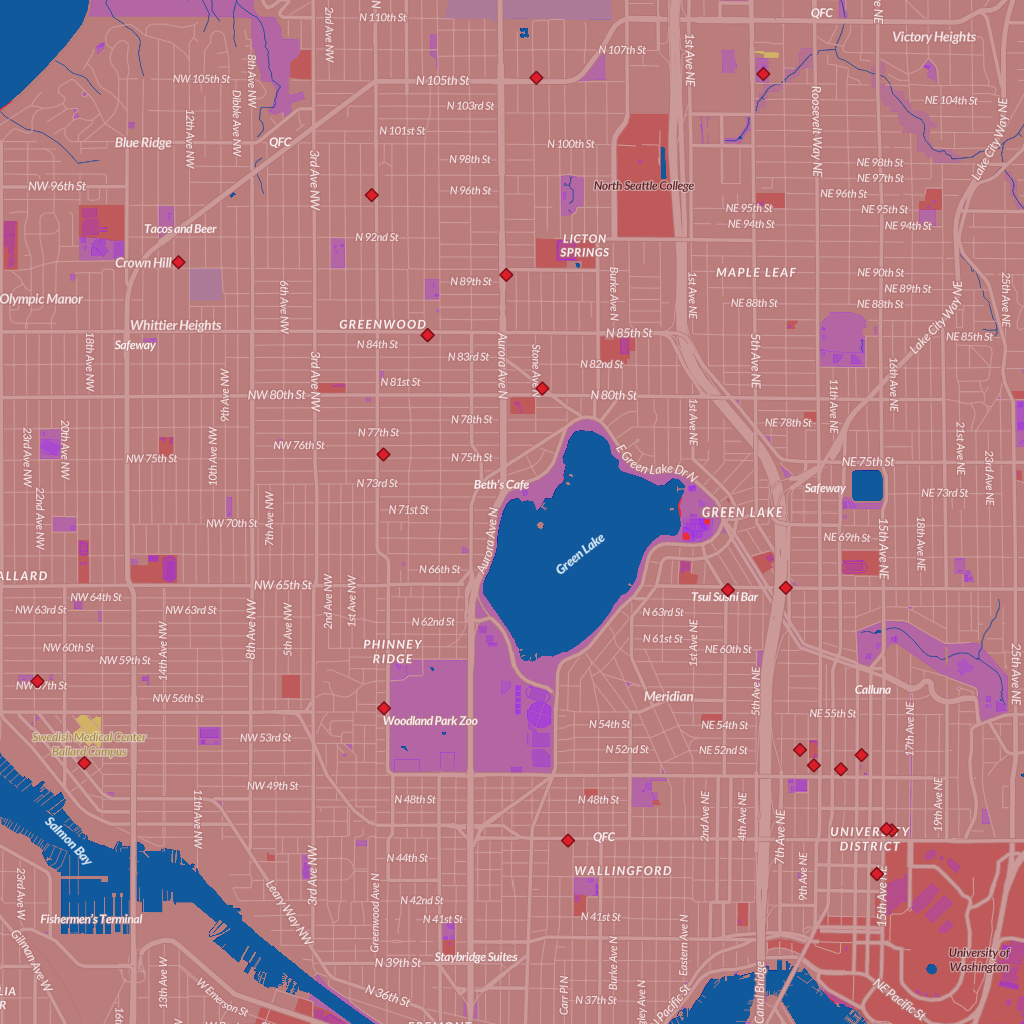 N 110th St
QFC
Victory Heights
2nd Ave NW
N 107th St
1st Ave NE
8th Ave NW
NW 105th St
N 105th St
NE 104th St
Dibble Ave NW
N 103rd St
Roosevelt Way NE
Lake City Way NE
12th Ave NW
N 101st St
Blue Ridge
QFC
N 100th St
N 98th St
NE 98th St
3rd Ave NW
NE 97th St
NW 96th St
N 96th St
North Seattle College
NE 96th St
NE 95th St
NE 95th St
Tacos and Beer
NE 94th St
NE 94th St
N 92nd St
LICTON
SPRINGS
Crown Hill
MAPLE LEAF
NE 90th St
N 89th St
Burke Ave N
1st Ave NE
NE 89th St
25th Ave NE
Olympic Manor
6th Ave NW
NE 88th St
NE 88th St
Whittier Heights
GREENWOOD
N 85th St
Lake City Way NE
NE 85th St
Safeway
N 84th St
18th Ave NW
N 83rd St
Aurora Ave N
Stone Ave N
N 82nd St
5th Ave NE
3rd Ave NW
N 81st St
16th Ave NE
9th Ave NW
NW 80th St
N 80th St
11th Ave NE
N 78th St
1st Ave NE
NE 78th St
23rd Ave NW
20th Ave NW
N 77th St
21st Ave NE
NW 76th St
10th Ave NW
NW 75th St
N 75th St
E Green Lake Dr N
NE 75th St
23rd Ave NE
N 73rd St
Beth's Cafe
Safeway
NE 73rd St
22nd Ave NW
7th Ave NW
N 71st St
GREEN LAKE
NW 70th St
Aurora Ave N
NE 69th St
15th Ave NE
18th Ave NE
Green Lake
N 66th St
ALLARD
NW 65th St
2nd Ave NW
1st Ave NW
NW 64th St
Tsui Sushi Bar
NW 63rd St
NW 63rd St
8th Ave NW
5th Ave NW
N 63rd St
N 62nd St
14th Ave NW
N 61st St
1st Ave NE
NW 60th St
PHINNEY
RIDGE
NE 60th St
NW 59th St
25th Ave NE
Calluna
NW 56th St
Meridian
5th Ave NE
NE 55th St
Woodland Park Zoo
N 54th St
NE 54th St
17th Ave NE
Swedish Medical Center
Ballard Campus
NW 53rd St
N 52nd St
NE 52nd St
NW 49th St
11th Ave NW
N 48th St
N 48th St
2nd Ave NE
4th Ave NE
19th Ave NE
Salmon Bay
QFC
7th Ave NE
DISTRICT
N 44th St
3rd Ave NW
WALLINGFORD
23rd Ave W
Leary Way NW
Greenwood Ave N
N 42nd St
9th Ave NE
Fishermen's Terminal
N 41st St
N 41st St
Gilman Ave W
N 39th St
Staybridge Suites
Burke Ave N
Eastern Ave N
University of
Washington
13th Ave W
N 36th St
Carr Pl N
N 37th St
Canal Bridge
NE Pacific St
W Emerson St